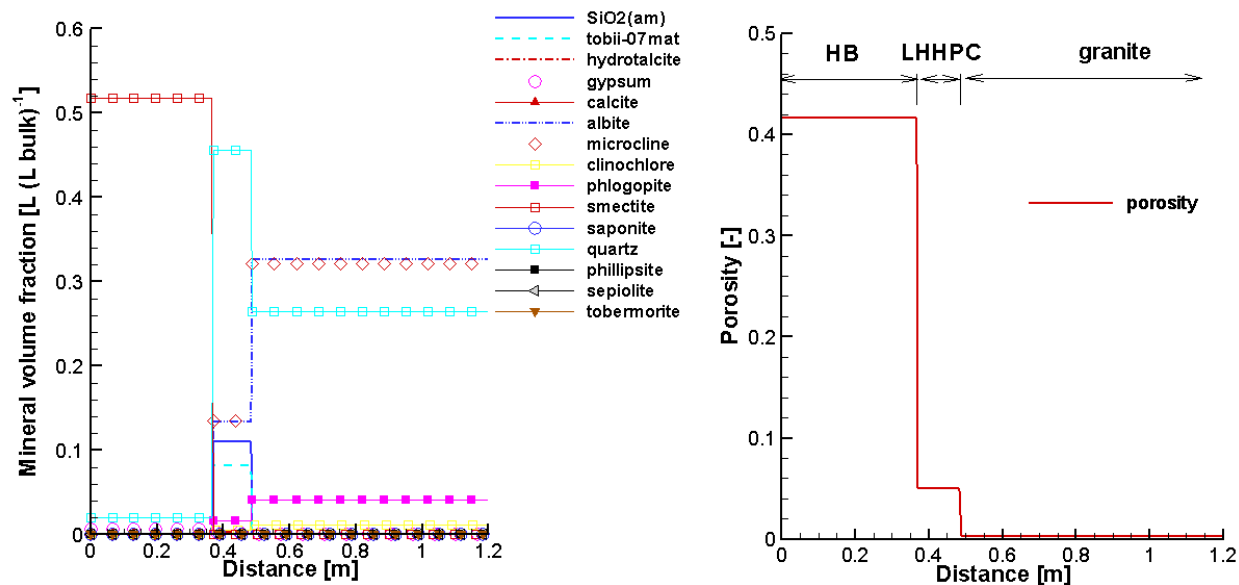 Mineral volume fraction [L (L bulk)⁻¹]
0.6
0.5
0.4
0.3
0.2
0.1
0
0 0.2 0.4 0.6 0.8 1 1.2
Distance [m]
SiO2(am)
tobii-07mat
hydrotalcite
gypsum
calcite
albite
microcline
clinochlore
phlogopite
smectite
saponite
quartz
phillipsite
sepiolite
tobermorite
Porosity [-]
0.5
0.4
0.3
0.2
0.1
0
HB LHHPC granite
porosity
0 0.2 0.4 0.6 0.8 1 1.2
Distance [m]